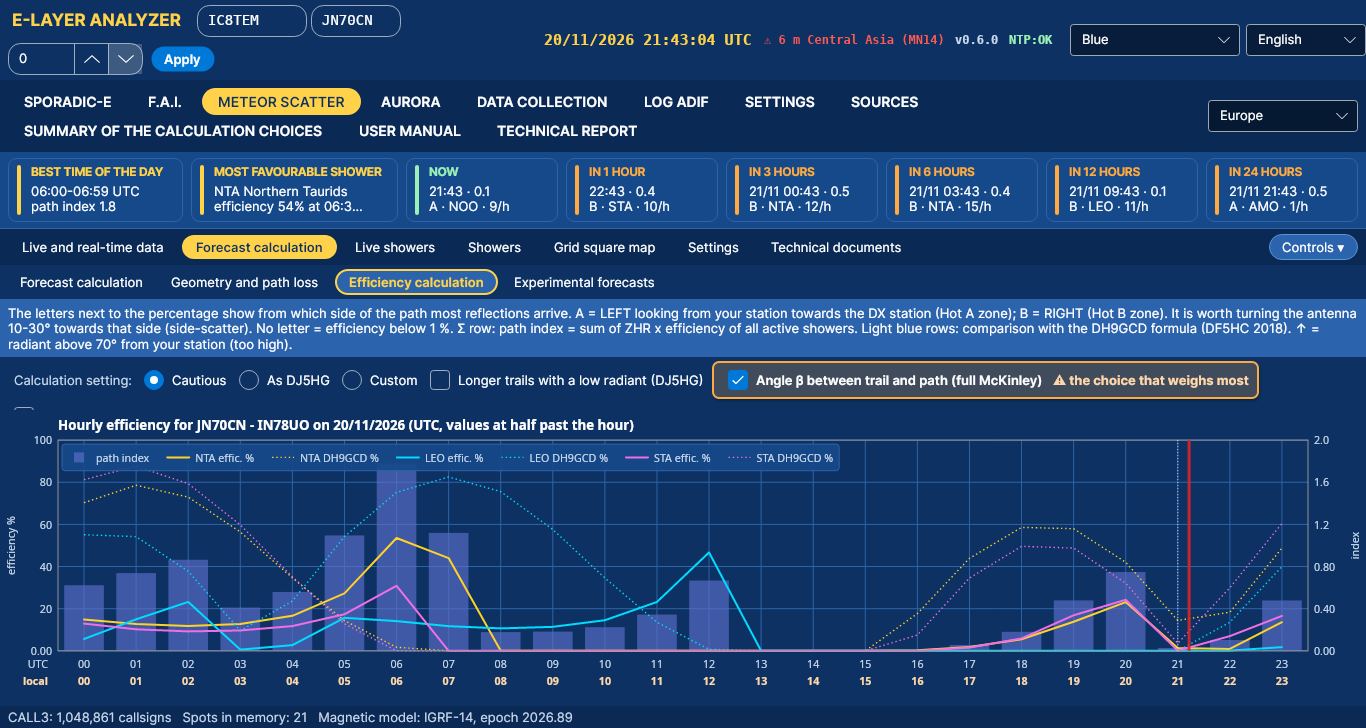 E-LAYER ANALYZER
IC8TEM
JN70CN
20/11/2026 21:43:04 UTC
⚠ 6 m Central Asia (MN14)
v0.6.0
NTP:OK
Blue
English
0
Apply
SPORADIC-E
F.A.I.
METEOR SCATTER
AURORA
DATA COLLECTION
LOG ADIF
SETTINGS
SOURCES
SUMMARY OF THE CALCULATION CHOICES
USER MANUAL
TECHNICAL REPORT
Europe
BEST TIME OF THE DAY
06:00-06:59 UTC
path index 1.8
MOST FAVOURABLE SHOWER
NTA Northern Taurids
efficiency 54% at 06:3...
NOW
21:43 · 0.1
A · NOO · 9/h
IN 1 HOUR
22:43 · 0.4
B · STA · 10/h
IN 3 HOURS
21/11 00:43 · 0.5
B · NTA · 12/h
IN 6 HOURS
21/11 03:43 · 0.4
B · NTA · 15/h
IN 12 HOURS
21/11 09:43 · 0.1
B · LEO · 11/h
IN 24 HOURS
21/11 21:43 · 0.5
A · AMO · 1/h
Live and real-time data
Forecast calculation
Live showers
Showers
Grid square map
Settings
Technical documents
Controls ▾
Forecast calculation
Geometry and path loss
Efficiency calculation
Experimental forecasts
The letters next to the percentage show from which side of the path most reflections arrive. A = LEFT looking from your station towards the DX station (Hot A zone); B = RIGHT (Hot B zone). It is worth turning the antenna
10-30° towards that side (side-scatter). No letter = efficiency below 1 %. Σ row: path index = sum of ZHR x efficiency of all active showers. Light blue rows: comparison with the DH9GCD formula (DF5HC 2018). ↑ =
radiant above 70° from your station (too high).
Calculation setting:
Cautious
As DJ5HG
Custom
Longer trails with a low radiant (DJ5HG)
Angle β between trail and path (full McKinley) ⚠ the choice that weighs most
Hourly efficiency for JN70CN - IN78UO on 20/11/2026 (UTC, values at half past the hour)
path index
NTA effic. %
NTA DH9GCD %
LEO effic. %
LEO DH9GCD %
STA effic. %
STA DH9GCD %
efficiency %
100
80
60
40
20
0.00
2.0
1.6
1.2
0.80
0.40
0.00
index
UTC 00 01 02 03 04 05 06 07 08 09 10 11 12 13 14 15 16 17 18 19 20 21 22 23
local 00 01 02 03 04 05 06 07 08 09 10 11 12 13 14 15 16 17 18 19 20 21 22 23
CALL3: 1,048,861 callsigns Spots in memory: 21 Magnetic model: IGRF-14, epoch 2026.89